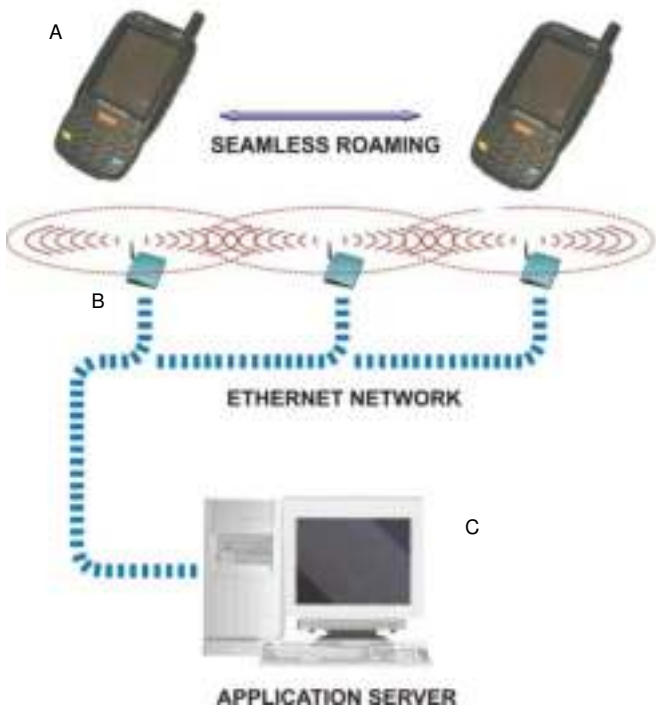 A
SEAMLESS ROAMING
B
ETHERNET NETWORK
C
APPLICATION SERVER